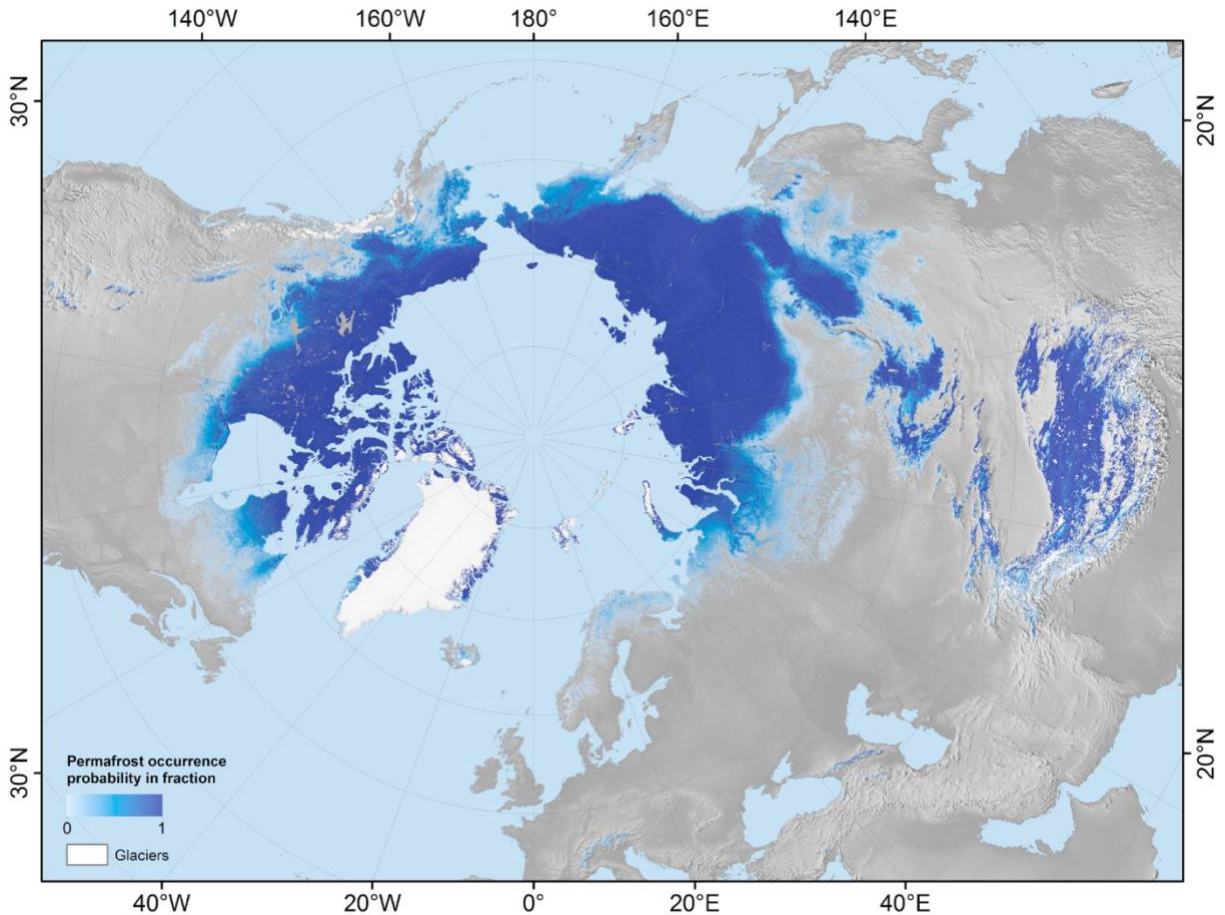 140°W 160°W 180° 160°E 140°E
30°N
20°N
Permafrost occurrence
probability in fraction
0 1
Glaciers
30°N
20°N
40°W 20°W 0° 20°E 40°E